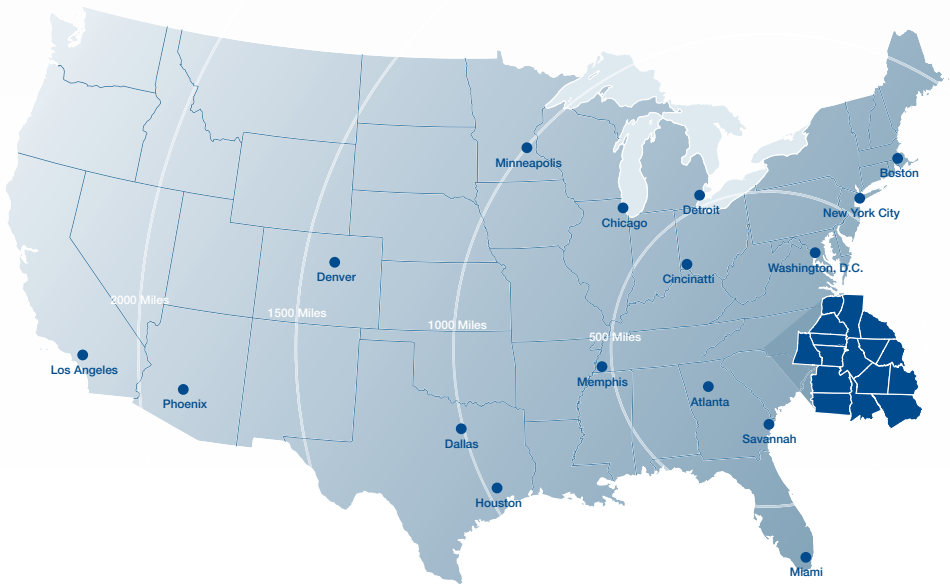 Minneapolis
Boston
Chicago
Detroit
New York City
Cincinatti
Washington, D.C.
Denver
2000 Miles
1500 Miles
1000 Miles
500 Miles
Los Angeles
Memphis
Phoenix
Atlanta
Dallas
Savannah
Houston
Miami